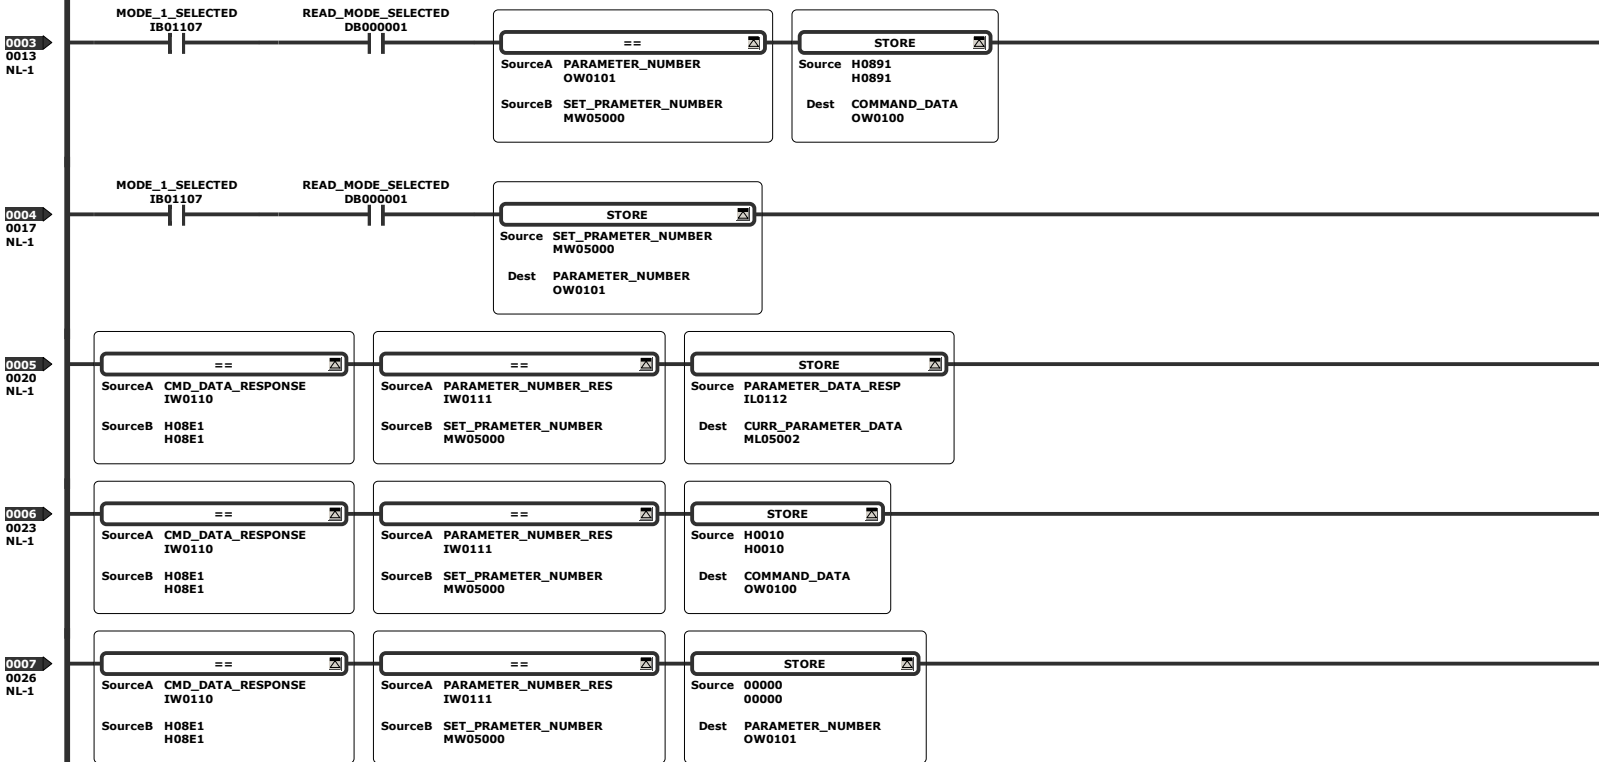 MODE_1_SELECTED READ_MODE_SELECTED
IB01107 DB000001
0003 == STORE
0013 SourceA PARAMETER_NUMBER Source H0891
NL-1 OW0101 H0891
SourceB SET_PRAMETER_NUMBER Dest COMMAND_DATA
MW05000 OW0100
MODE_1_SELECTED READ_MODE_SELECTED
IB01107 DB000001
0004 STORE
0017 Source SET_PRAMETER_NUMBER
NL-1 MW05000
Dest PARAMETER_NUMBER
OW0101
0005 == == STORE
0020 SourceA CMD_DATA_RESPONSE SourceA PARAMETER_NUMBER_RES Source PARAMETER_DATA_RESP
NL-1 IW0110 IW0111 IL0112
SourceB H08E1 SourceB SET_PRAMETER_NUMBER Dest CURR_PARAMETER_DATA
H08E1 MW05000 ML05002
0006 == == STORE
0023 SourceA CMD_DATA_RESPONSE SourceA PARAMETER_NUMBER_RES Source H0010
NL-1 IW0110 IW0111 H0010
SourceB H08E1 SourceB SET_PRAMETER_NUMBER Dest COMMAND_DATA
H08E1 MW05000 OW0100
0007 == == STORE
0026 SourceA CMD_DATA_RESPONSE SourceA PARAMETER_NUMBER_RES Source 00000
NL-1 IW0110 IW0111 00000
SourceB H08E1 SourceB SET_PRAMETER_NUMBER Dest PARAMETER_NUMBER
H08E1 MW05000 OW0101